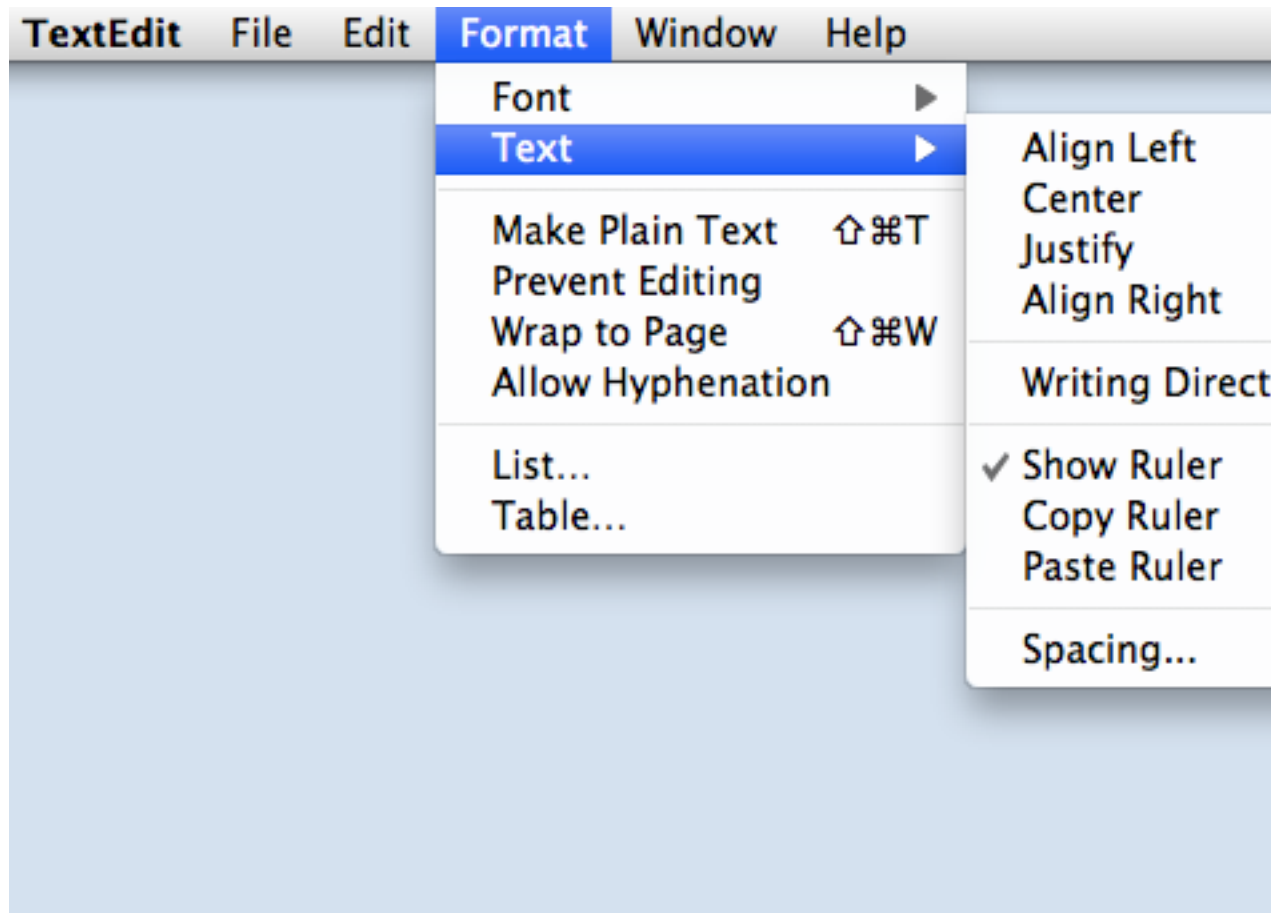 TextEdit File Edit Format Window Help
Font
Text
Make Plain Text ⇧⌘T
Prevent Editing
Wrap to Page ⇧⌘W
Allow Hyphenation
List...
Table...
Align Left
Center
Justify
Align Right
Writing Direct
Show Ruler
Copy Ruler
Paste Ruler
Spacing...